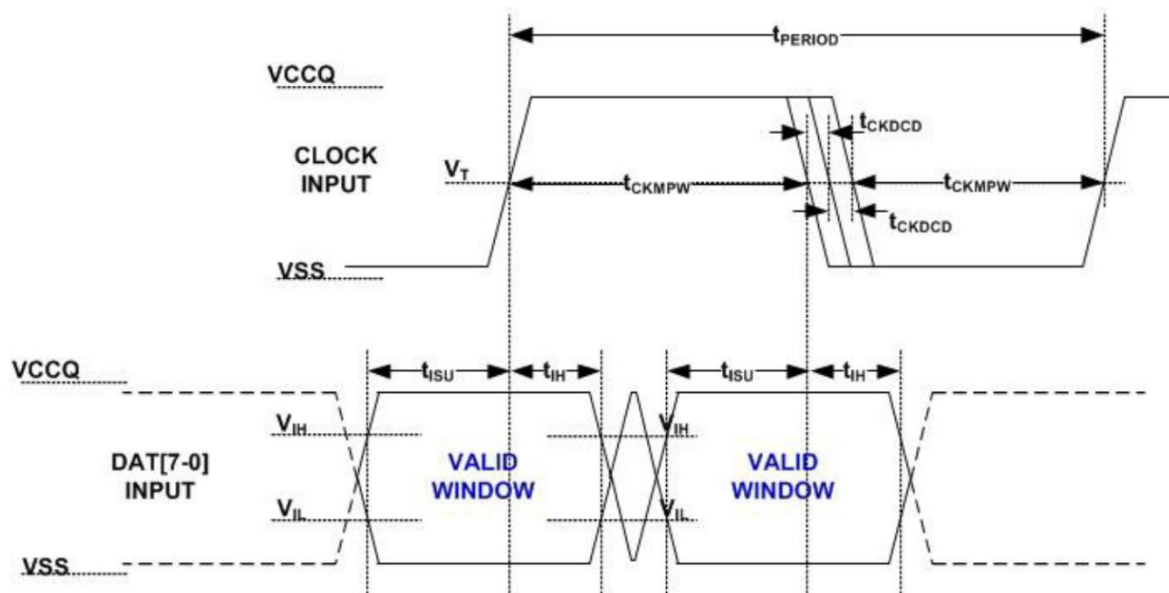 tPERIOD
VCCQ
tCKDCD
CLOCK
INPUT
VT
tCKMPW
tCKMPW
tCKDCD
VSS
VCCQ
tISU
tIH
tISU
tIH
VIH
VIH
DAT[7-0]
INPUT
VALID
WINDOW
VALID
WINDOW
VIL
VIL
VSS